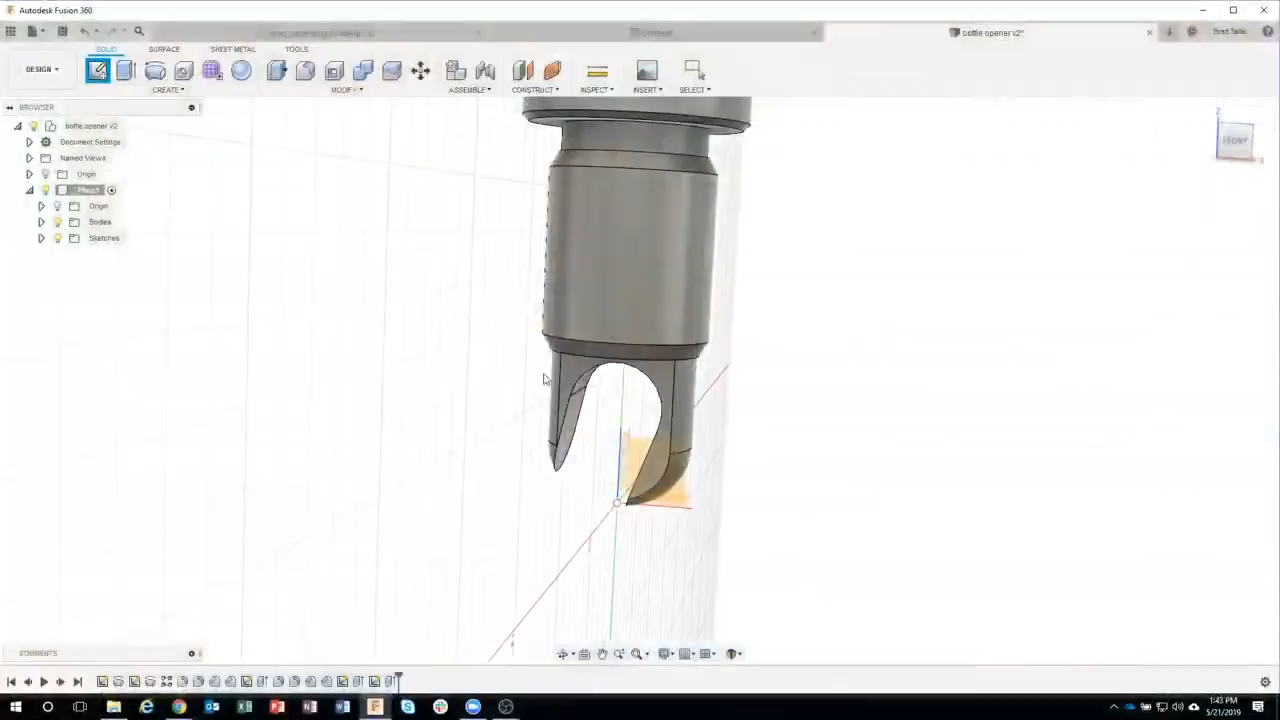 Autodesk Fusion 360
bottle opener v2*
SOLID SURFACE SHEET METAL TOOLS
DESIGN
CREATE MODIFY ASSEMBLE CONSTRUCT INSPECT INSERT SELECT
BROWSER
bottle opener v2
Document Settings
Named Views
Origin
Origin
Bodies
Sketches
FRONT
Z
X
COMMENTS
1:43 PM
5/21/2019